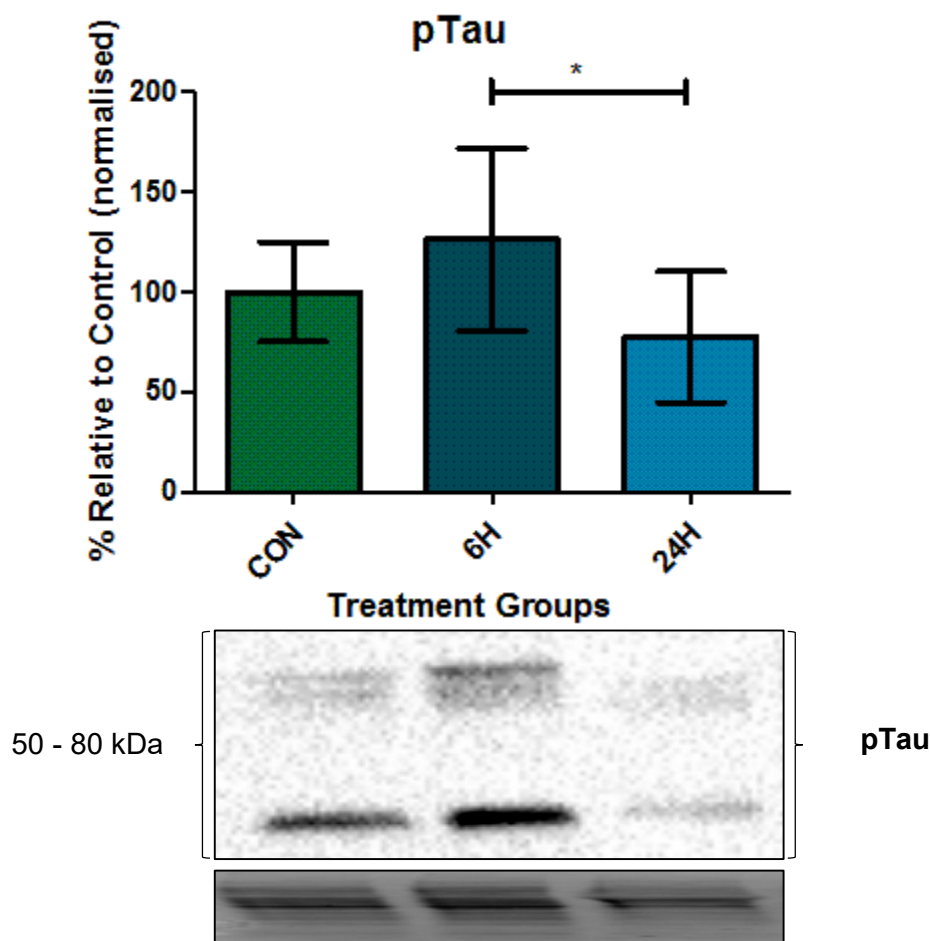 pTau
*
% Relative to Control (normalised)
200
150
100
50
0
CON
6H
24H
Treatment Groups
50 - 80 kDa
pTau